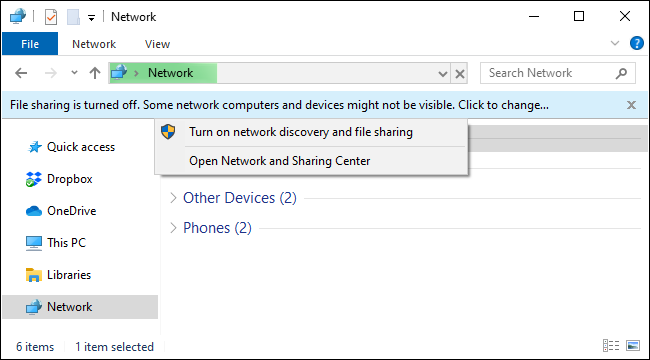 Network
File Network View
Network Search Network
File sharing is turned off. Some network computers and devices might not be visible. Click to change...
Turn on network discovery and file sharing
Open Network and Sharing Center
Quick access
Dropbox
OneDrive
This PC
Libraries
Network
Other Devices (2)
Phones (2)
6 items 1 item selected